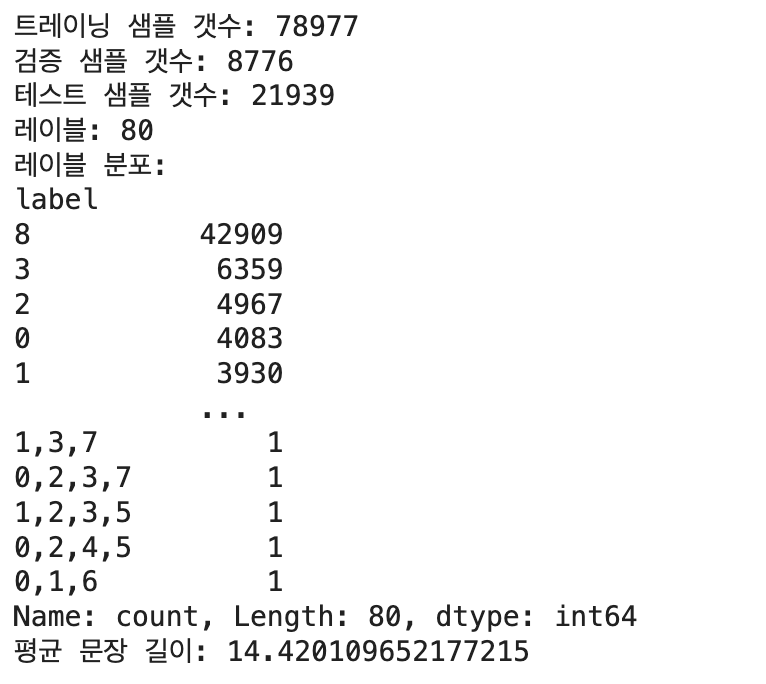 트레이닝 샘플 갯수: 78977
검증 샘플 갯수: 8776
테스트 샘플 갯수: 21939
레이블: 80
레이블 분포:
label
8          42909
3           6359
2           4967
0           4083
1           3930
           ...
1,3,7          1
0,2,3,7        1
1,2,3,5        1
0,2,4,5        1
0,1,6          1
Name: count, Length: 80, dtype: int64
평균 문장 길이: 14.420109652177215